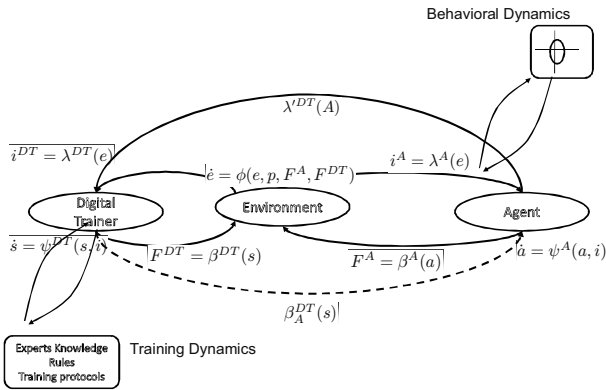 Behavioral Dynamics
λ′^{DT}(A)
i^{DT} = λ^{DT}(e)
ė = ϕ(e, p, F^A, F^{DT})
i^A = λ^A(e)
Digital
Trainer
Environment
Agent
ṡ = ψ^{DT}(s, i)
F^{DT} = β^{DT}(s)
F^A = β^A(a)
ȧ = ψ^A(a, i)
β_A^{DT}(s)
Experts Knowledge
Rules
Training protocols
Training Dynamics